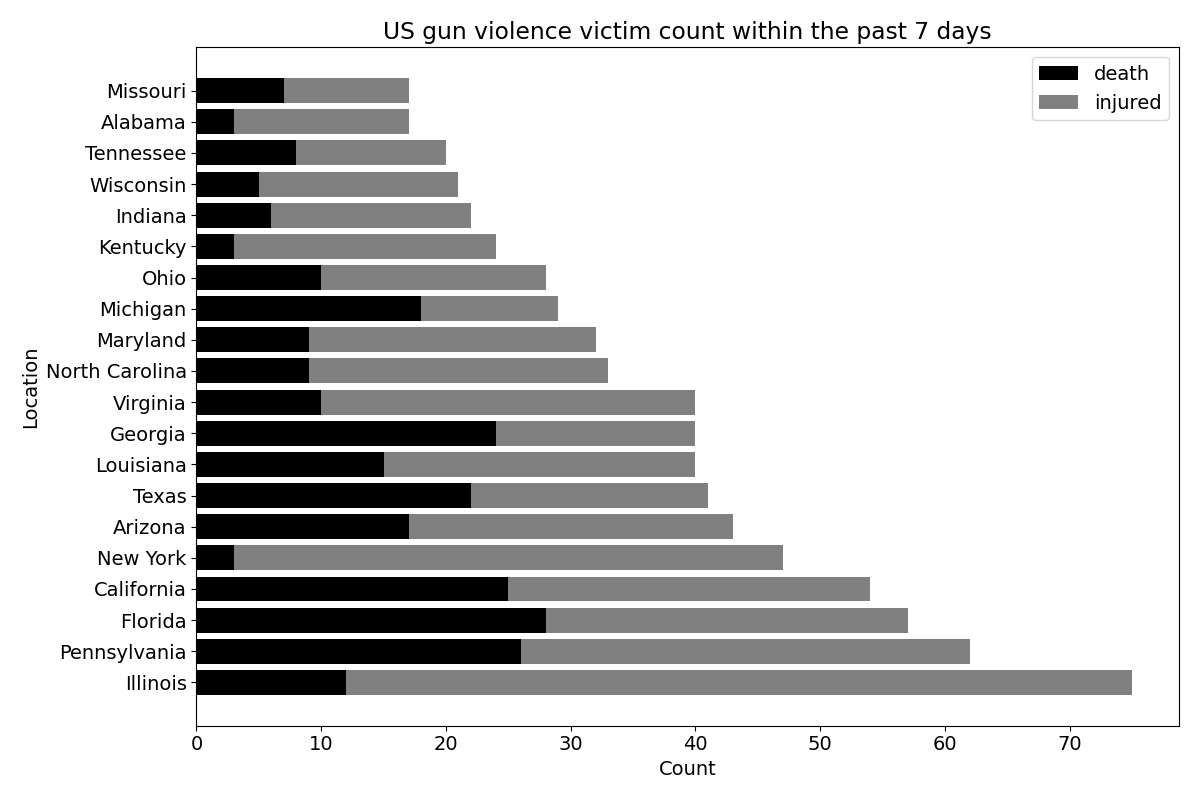 US gun violence victim count within the past 7 days
death
injured
Missouri
Alabama
Tennessee
Wisconsin
Indiana
Kentucky
Ohio
Michigan
Maryland
North Carolina
Virginia
Georgia
Louisiana
Texas
Arizona
New York
California
Florida
Pennsylvania
Illinois
Location
0 10 20 30 40 50 60 70
Count